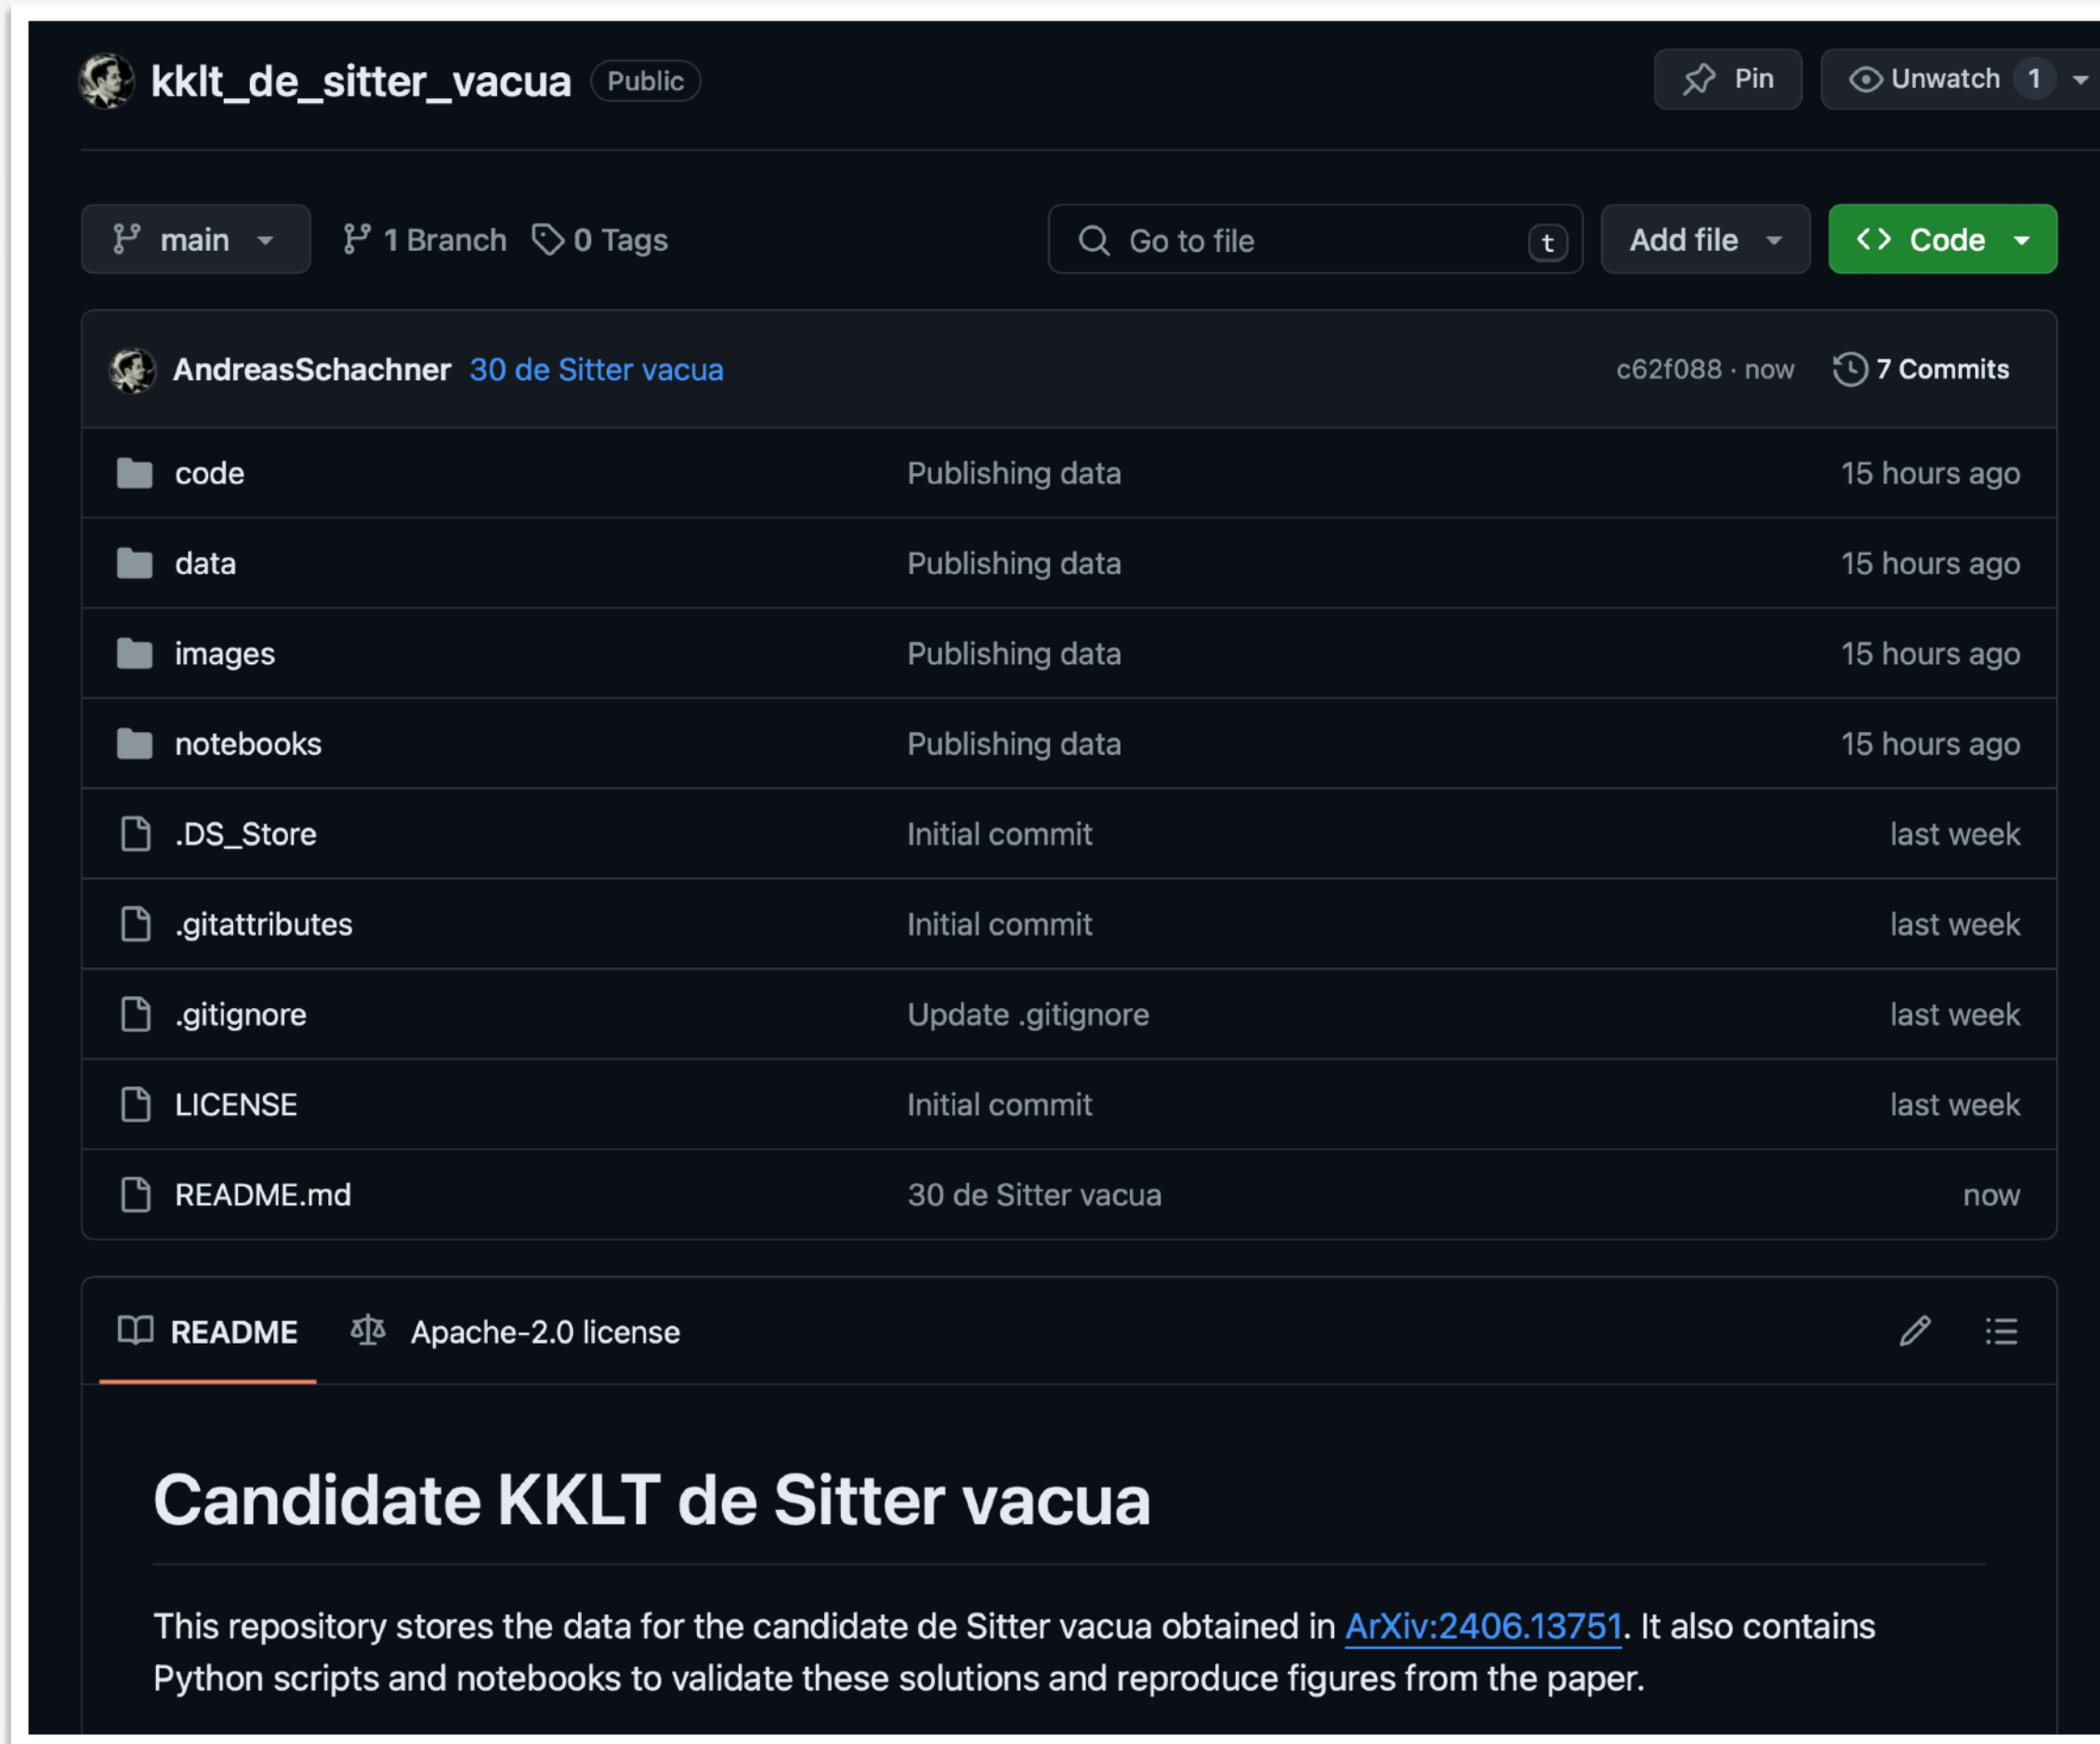 kklt_de_sitter_vacua Public Pin Unwatch 1
main 1 Branch 0 Tags Go to file t Add file Code
AndreasSchachner 30 de Sitter vacua c62f088 · now 7 Commits
code Publishing data 15 hours ago
data Publishing data 15 hours ago
images Publishing data 15 hours ago
notebooks Publishing data 15 hours ago
.DS_Store Initial commit last week
.gitattributes Initial commit last week
.gitignore Update .gitignore last week
LICENSE Initial commit last week
README.md 30 de Sitter vacua now
README Apache-2.0 license
Candidate KKLT de Sitter vacua
This repository stores the data for the candidate de Sitter vacua obtained in ArXiv:2406.13751. It also contains
Python scripts and notebooks to validate these solutions and reproduce figures from the paper.